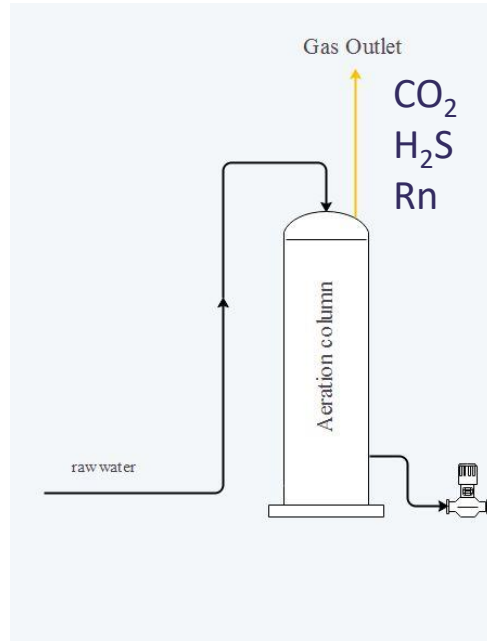 Gas Outlet
CO₂
H₂S
Rn
Aeration column
raw water